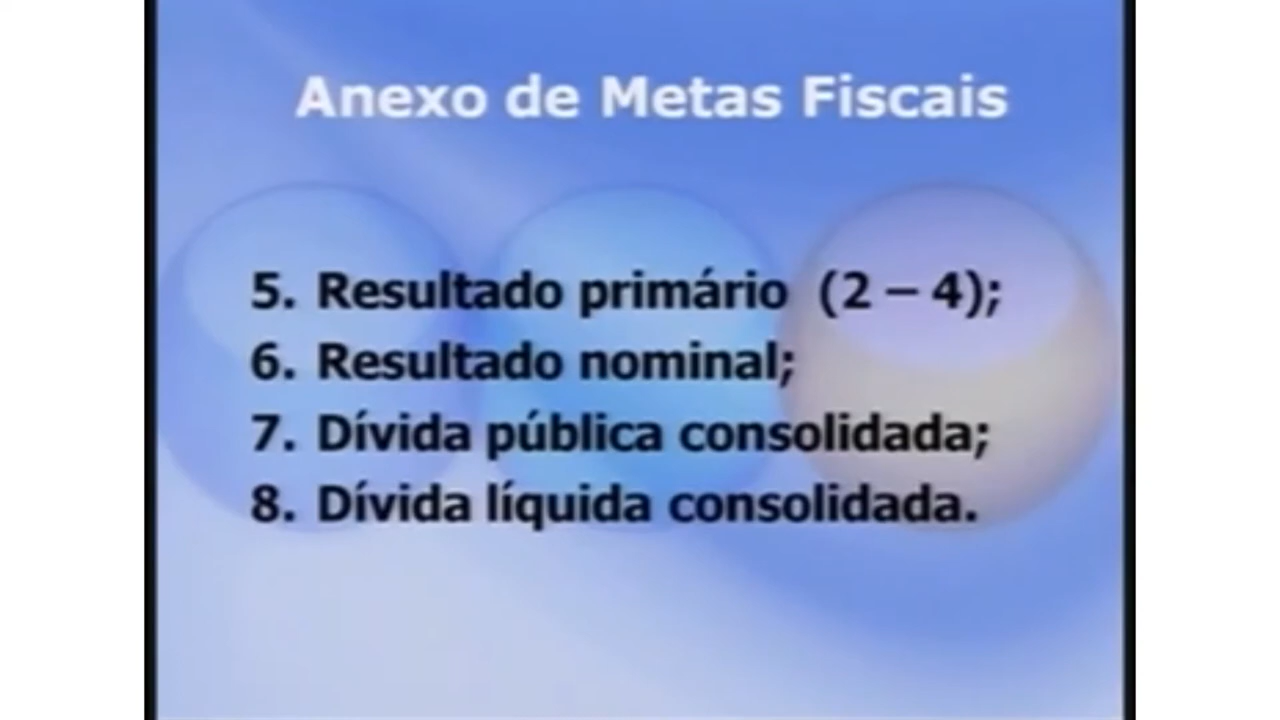 Anexo de Metas Fiscais
5. Resultado primário (2 – 4);
6. Resultado nominal;
7. Dívida pública consolidada;
8. Dívida líquida consolidada.